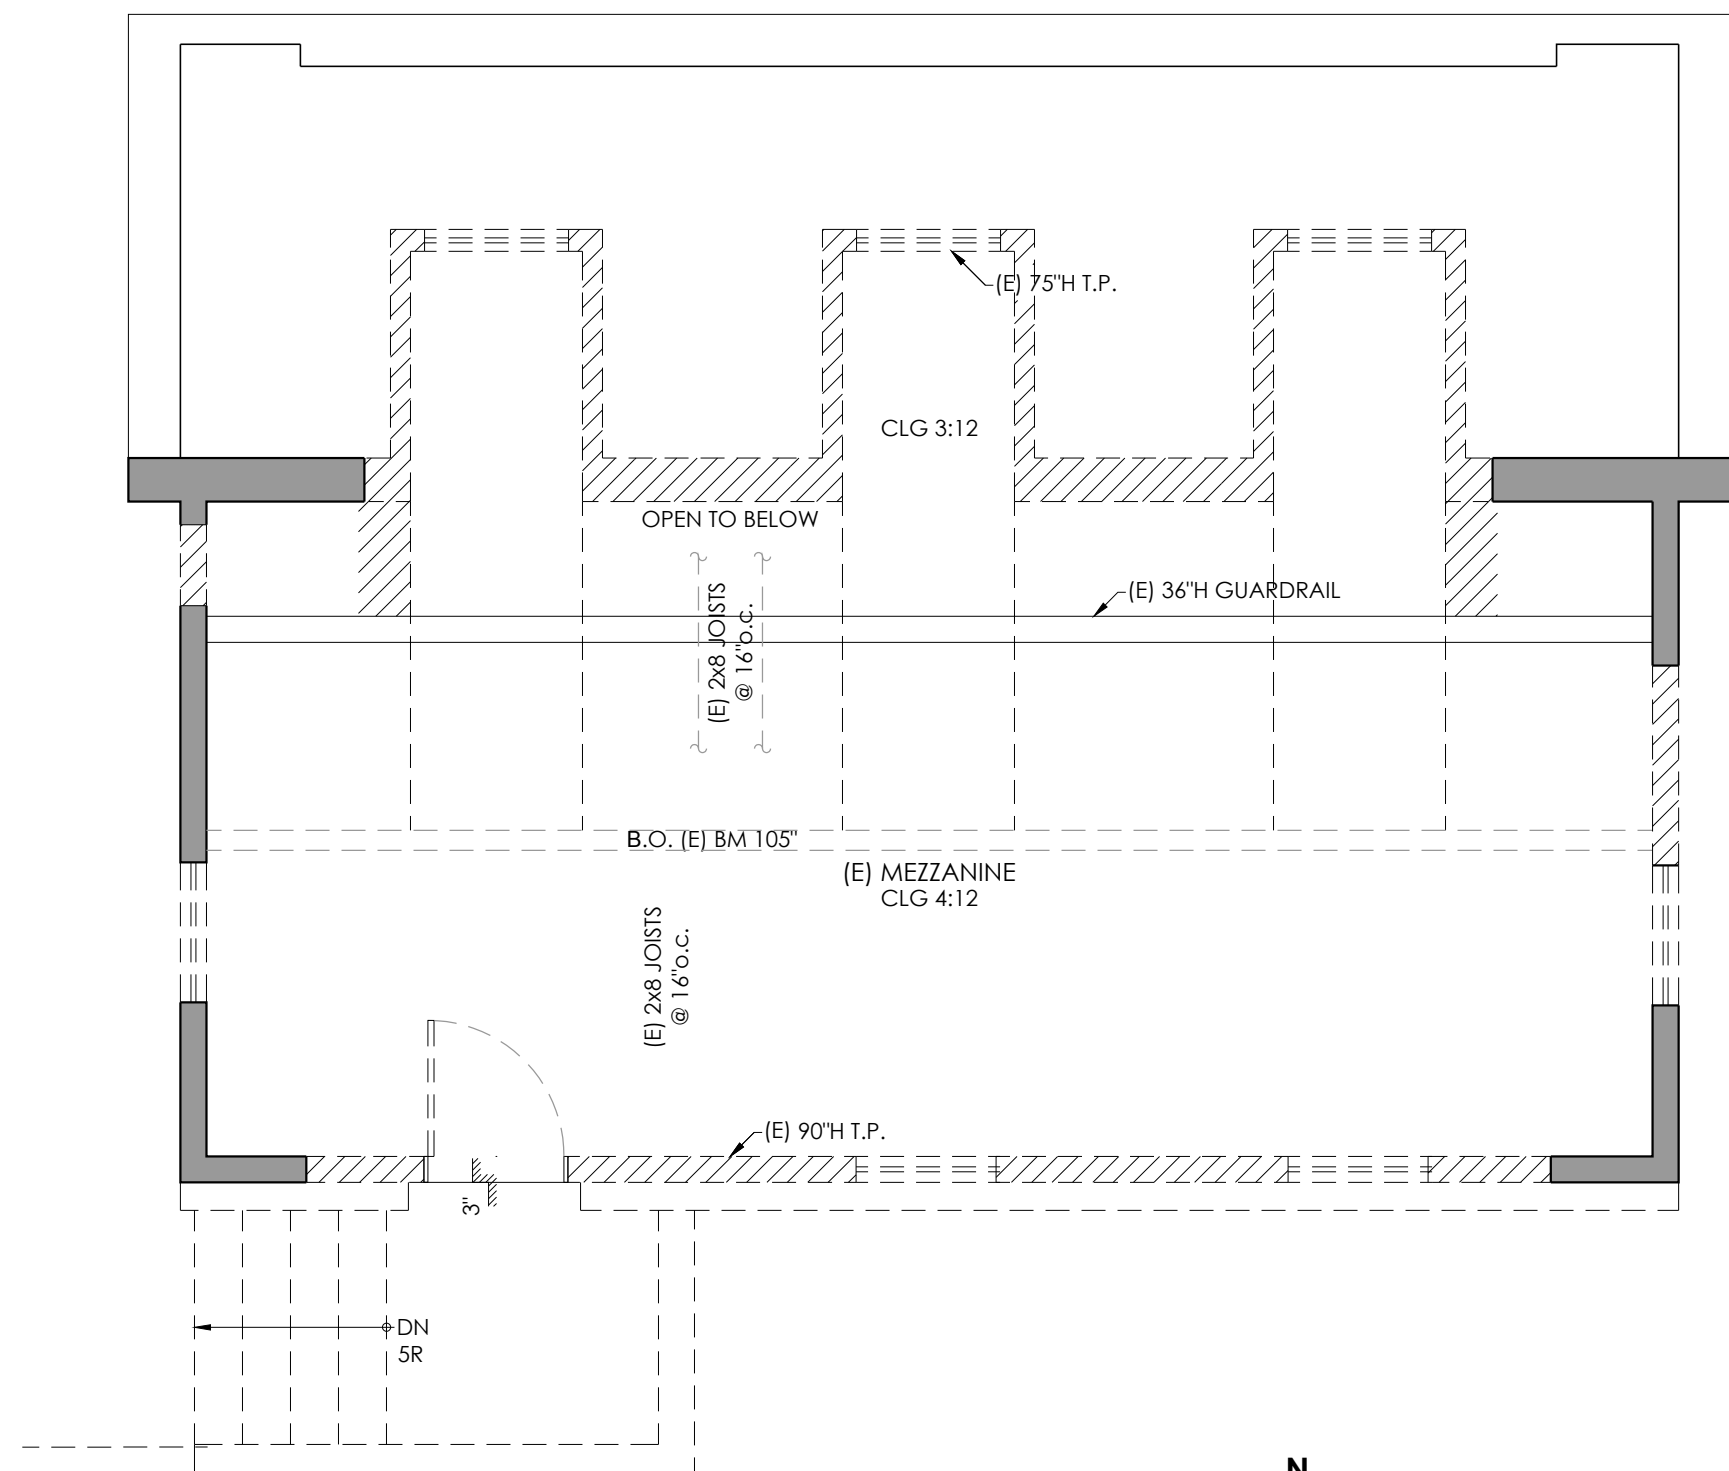 (E) 75"H T.P.
CLG 3:12
OPEN TO BELOW
(E) 36"H GUARDRAIL
(E) 2x8 JOISTS
@ 16"o.c.
B.O. (E) BM 105"
(E) MEZZANINE
CLG 4:12
(E) 2x8 JOISTS
@ 16"o.c.
(E) 90"H T.P.
3"
DN
5R
N